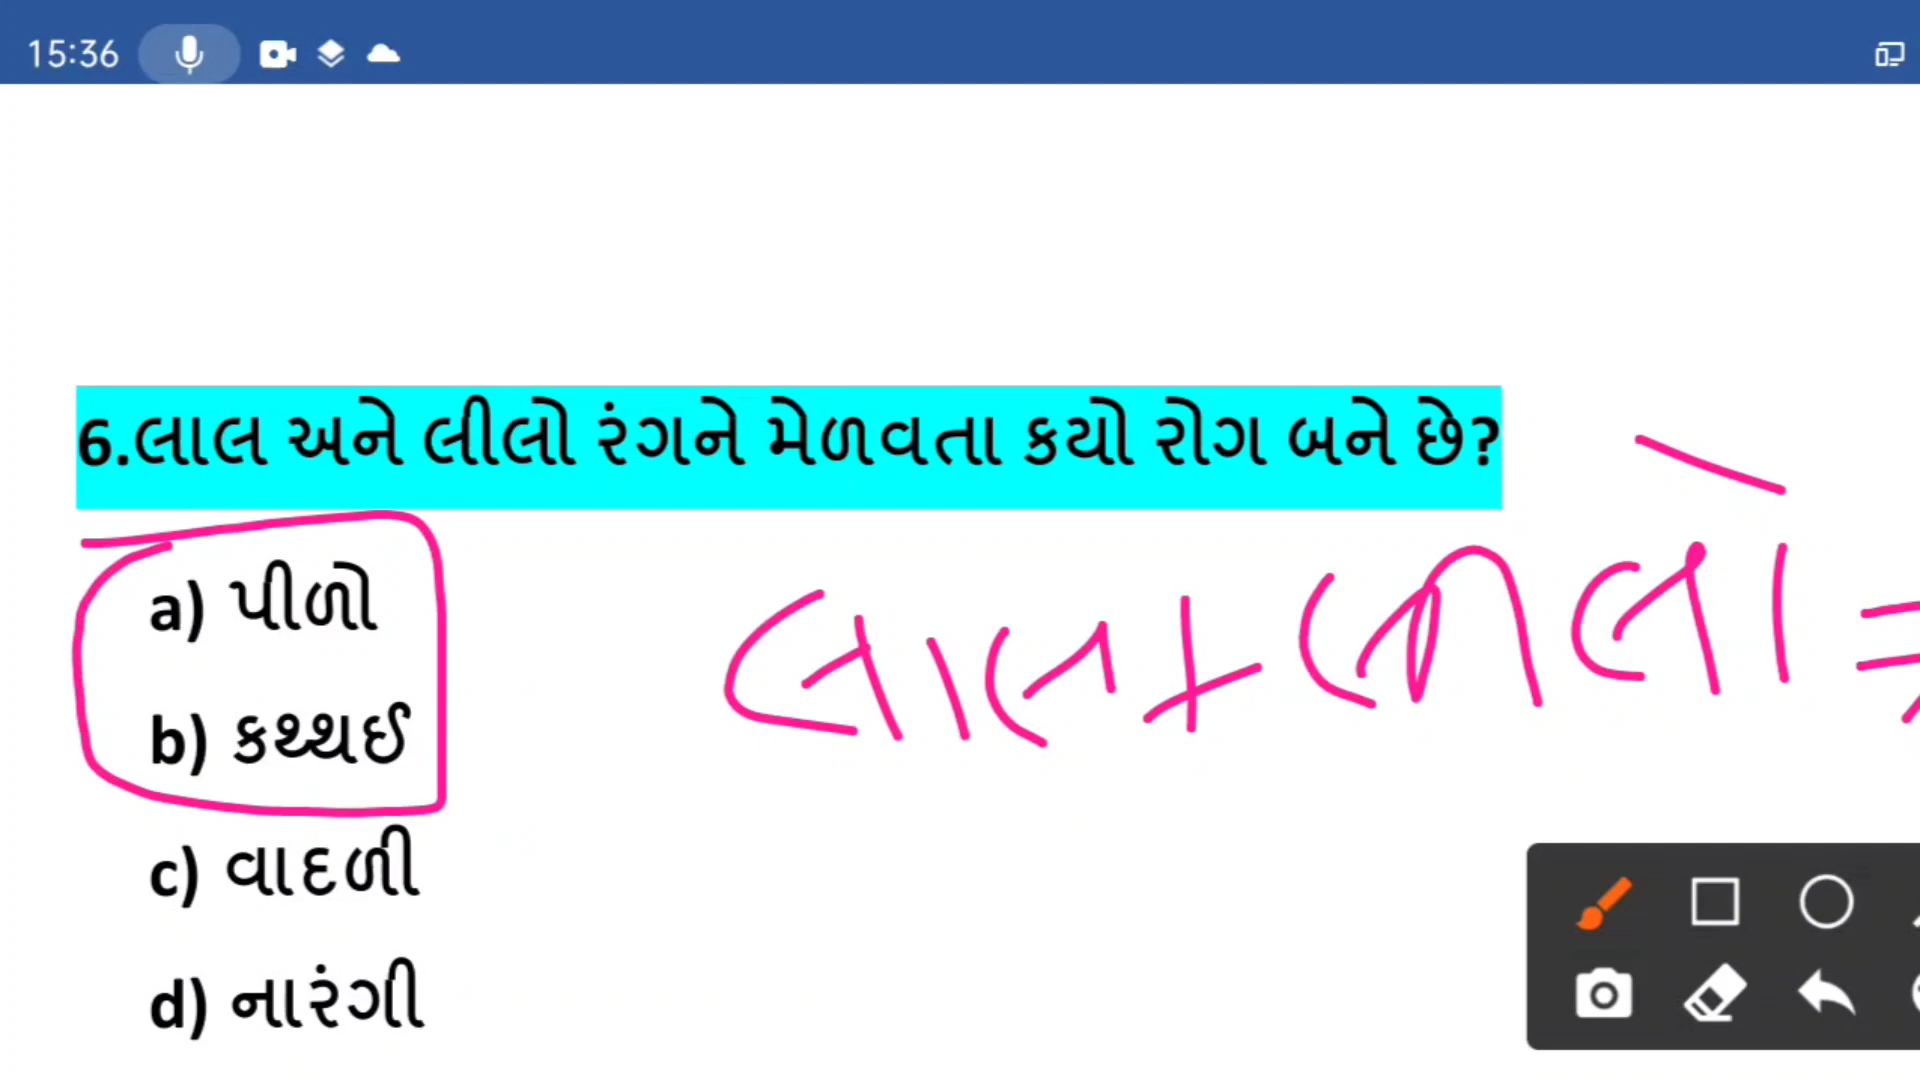 15:36
6.લાલ અને લીલો રંગને મેળવતા કયો રોગ બને છે?
a) પીળો
b) કથ્થઈ
c) વાદળી
d) નારંગી
લાલ + લીલો =